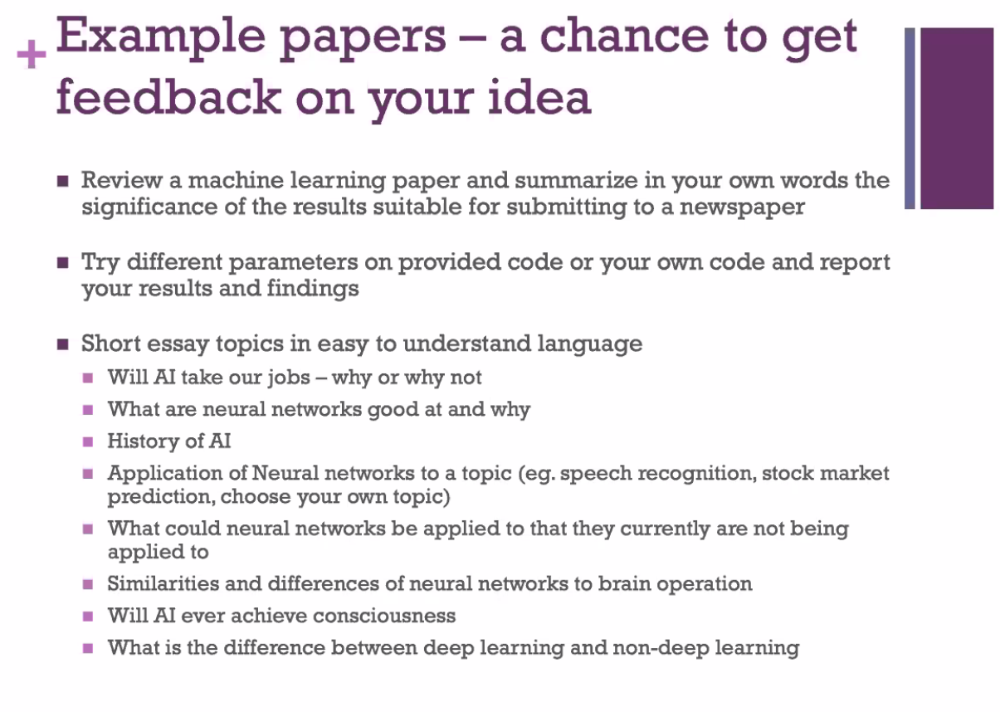 Example papers – a chance to get
feedback on your idea
Review a machine learning paper and summarize in your own words the
significance of the results suitable for submitting to a newspaper
Try different parameters on provided code or your own code and report
your results and findings
Short essay topics in easy to understand language
Will AI take our jobs – why or why not
What are neural networks good at and why
History of AI
Application of Neural networks to a topic (eg. speech recognition, stock market
prediction, choose your own topic)
What could neural networks be applied to that they currently are not being
applied to
Similarities and differences of neural networks to brain operation
Will AI ever achieve consciousness
What is the difference between deep learning and non-deep learning